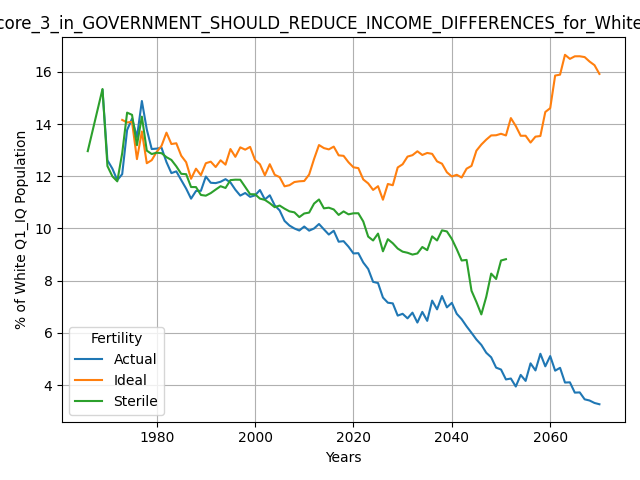 core_3_in_GOVERNMENT_SHOULD_REDUCE_INCOME_DIFFERENCES_for_White
% of White Q1_IQ Population
16
14
12
10
8
6
4
Fertility
Actual
Ideal
Sterile
1980
2000
2020
2040
2060
Years